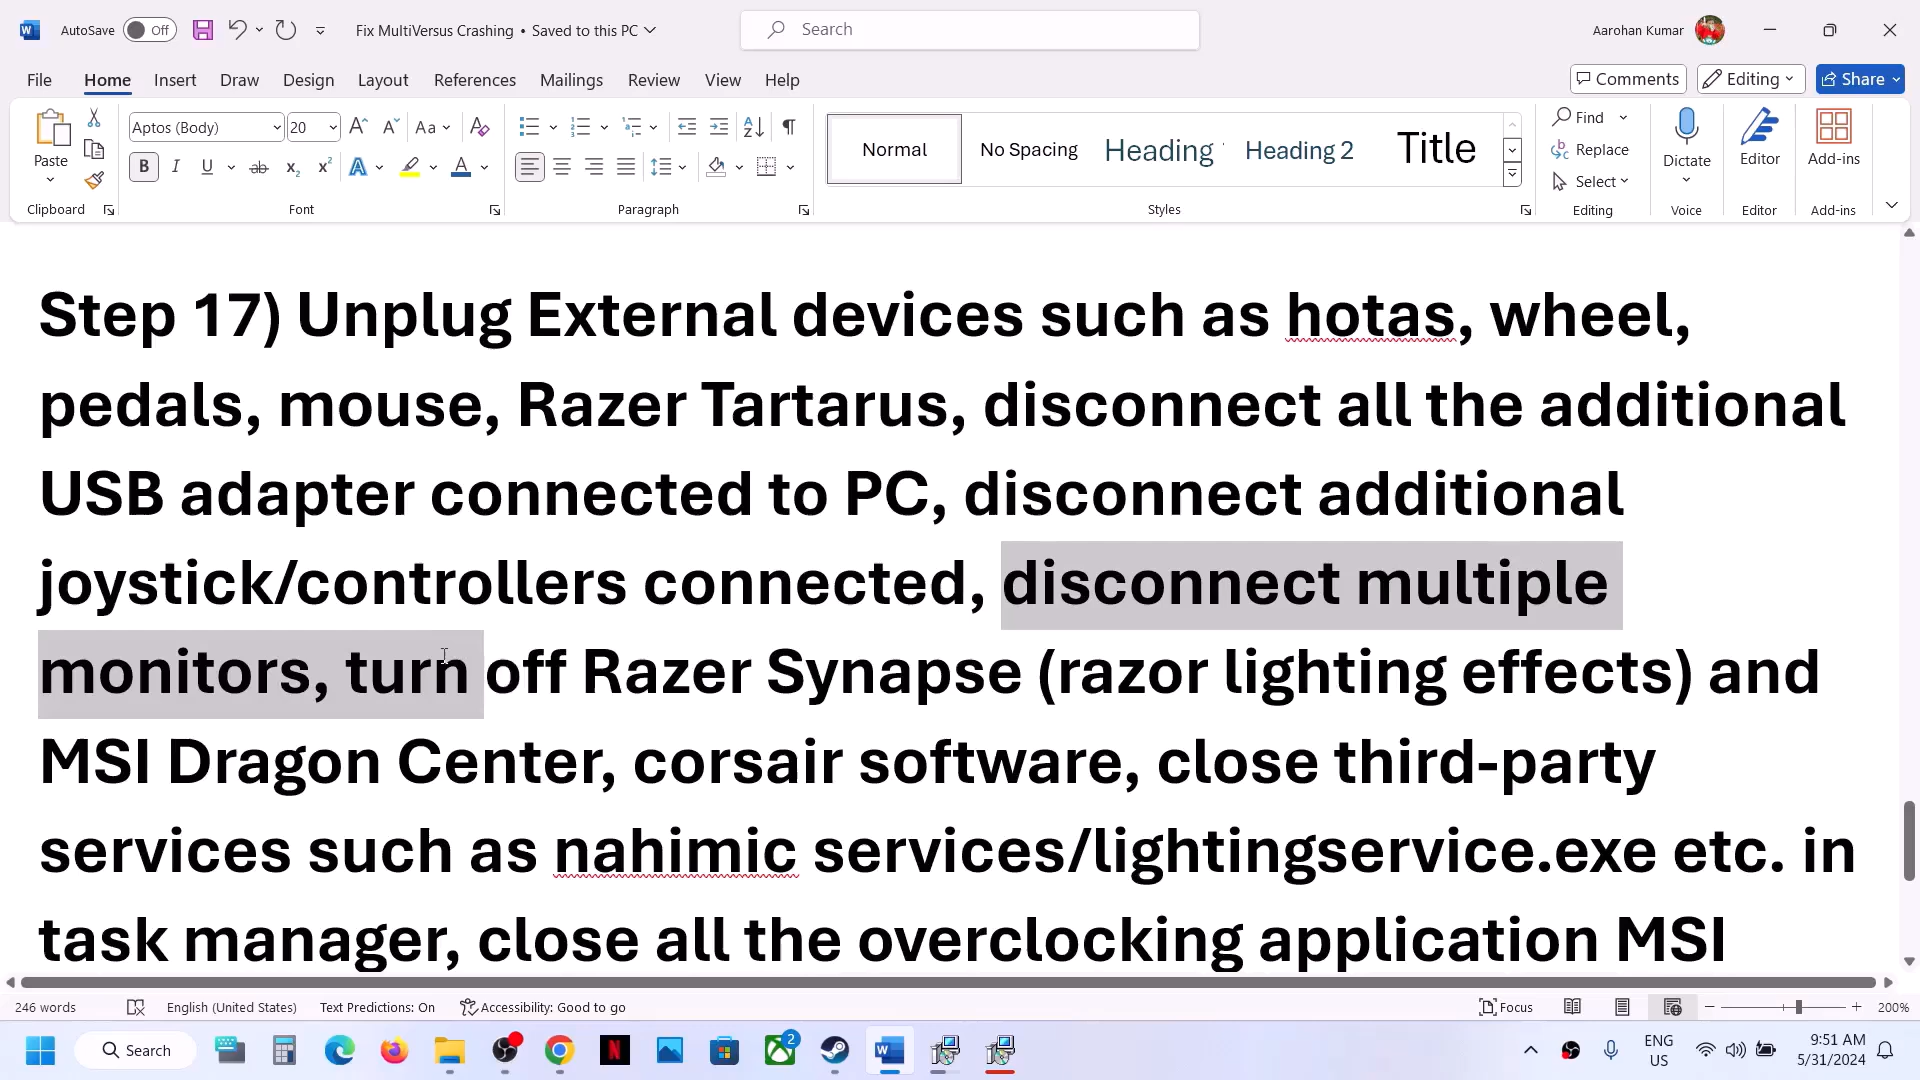 AutoSave
Off
Fix MultiVersus Crashing • Saved to this PC
Search
Aarohan Kumar
File
Home
Insert
Draw
Design
Layout
References
Mailings
Review
View
Help
Comments
Editing
Share
Paste
Clipboard
Aptos (Body)
20
Font
Paragraph
Normal
No Spacing
Heading
Heading 2
Title
Styles
Find
Replace
Select
Editing
Dictate
Voice
Editor
Editor
Add-ins
Add-ins
Step 17) Unplug External devices such as hotas, wheel,
pedals, mouse, Razer Tartarus, disconnect all the additional
USB adapter connected to PC, disconnect additional
joystick/controllers connected, disconnect multiple
monitors, turn off Razer Synapse (razor lighting effects) and
MSI Dragon Center, corsair software, close third-party
services such as nahimic services/lightingservice.exe etc. in
task manager, close all the overclocking application MSI
246 words
English (United States)
Text Predictions: On
Accessibility: Good to go
Focus
200%
Search
2
ENG
US
9:51 AM
5/31/2024